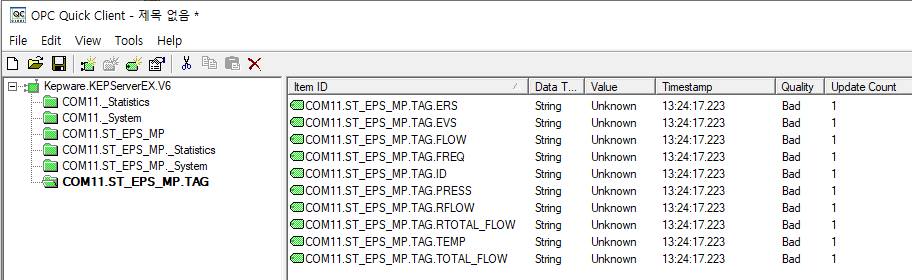 OPC Quick Client - 제목 없음 *
File Edit View Tools Help
Kepware.KEPServerEX.V6
COM11._Statistics
COM11._System
COM11.ST_EPS_MP
COM11.ST_EPS_MP._Statistics
COM11.ST_EPS_MP._System
COM11.ST_EPS_MP.TAG
Item ID Data T... Value Timestamp Quality Update Count
COM11.ST_EPS_MP.TAG.ERS String Unknown 13:24:17.223 Bad 1
COM11.ST_EPS_MP.TAG.EVS String Unknown 13:24:17.223 Bad 1
COM11.ST_EPS_MP.TAG.FLOW String Unknown 13:24:17.223 Bad 1
COM11.ST_EPS_MP.TAG.FREQ String Unknown 13:24:17.223 Bad 1
COM11.ST_EPS_MP.TAG.ID String Unknown 13:24:17.223 Bad 1
COM11.ST_EPS_MP.TAG.PRESS String Unknown 13:24:17.223 Bad 1
COM11.ST_EPS_MP.TAG.RFLOW String Unknown 13:24:17.223 Bad 1
COM11.ST_EPS_MP.TAG.RTOTAL_FLOW String Unknown 13:24:17.223 Bad 1
COM11.ST_EPS_MP.TAG.TEMP String Unknown 13:24:17.223 Bad 1
COM11.ST_EPS_MP.TAG.TOTAL_FLOW String Unknown 13:24:17.223 Bad 1